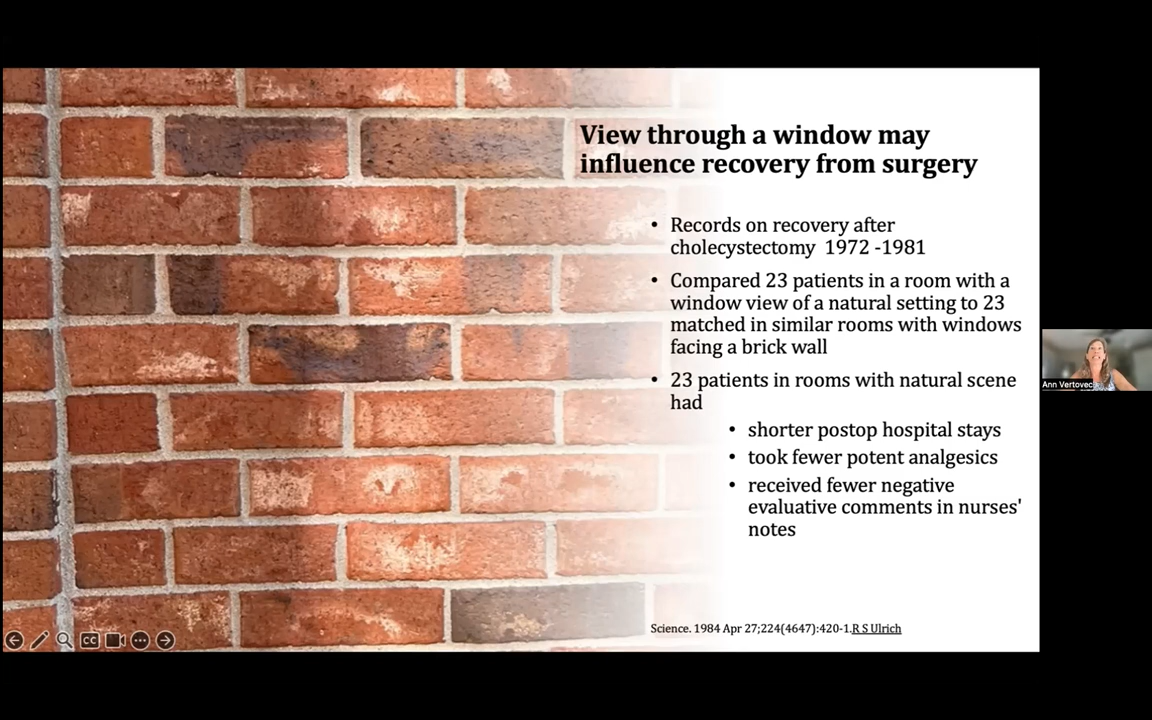 View through a window may
influence recovery from surgery
• Records on recovery after
cholecystectomy 1972 -1981
• Compared 23 patients in a room with a
window view of a natural setting to 23
matched in similar rooms with windows
facing a brick wall
• 23 patients in rooms with natural scene
had
• shorter postop hospital stays
• took fewer potent analgesics
• received fewer negative
evaluative comments in nurses'
notes
Science. 1984 Apr 27;224(4647):420-1.R S Ulrich
Ann Vertovec
CC